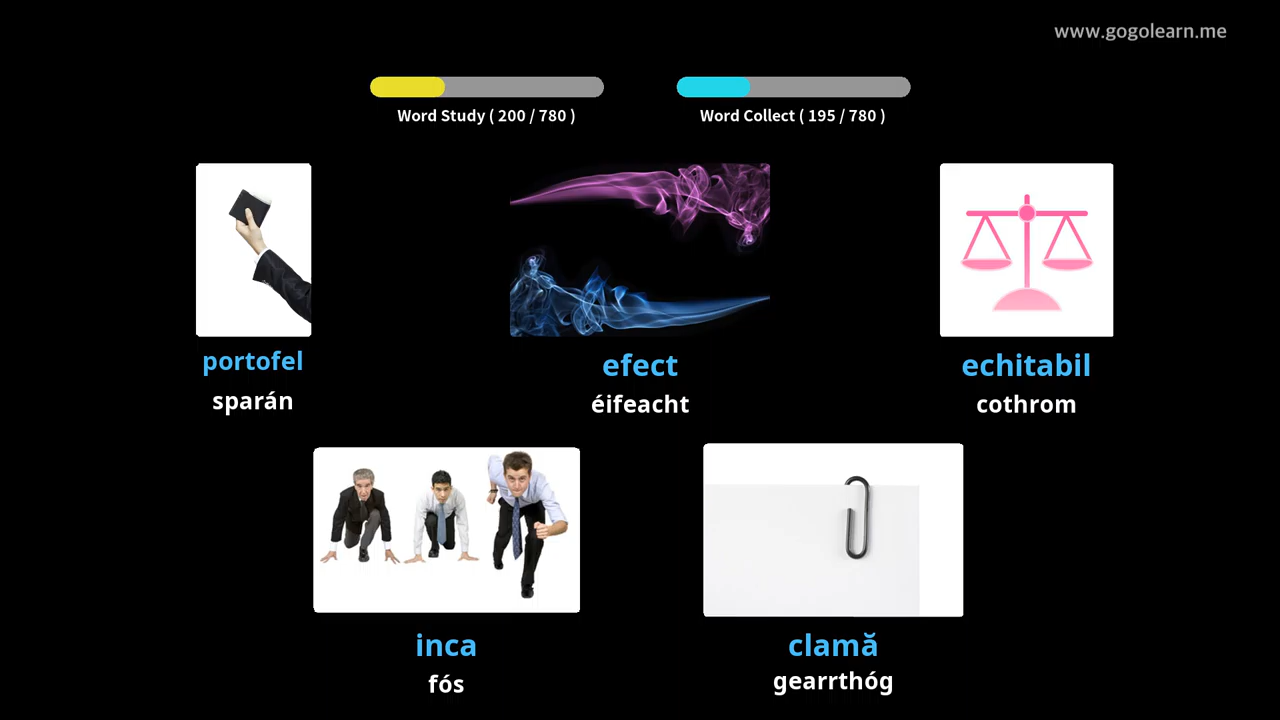 www.gogolearn.me
Word Study ( 200 / 780 )
Word Collect ( 195 / 780 )
portofel
sparán
efect
éifeacht
echitabil
cothrom
inca
fós
clamă
gearrthóg